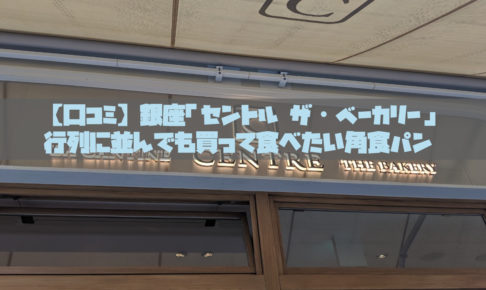 C
【口コミ】銀座「セントル ザ・ベーカリー」
行列に並んでも買って食べたい角食パン
CENTRE THE BAKERY